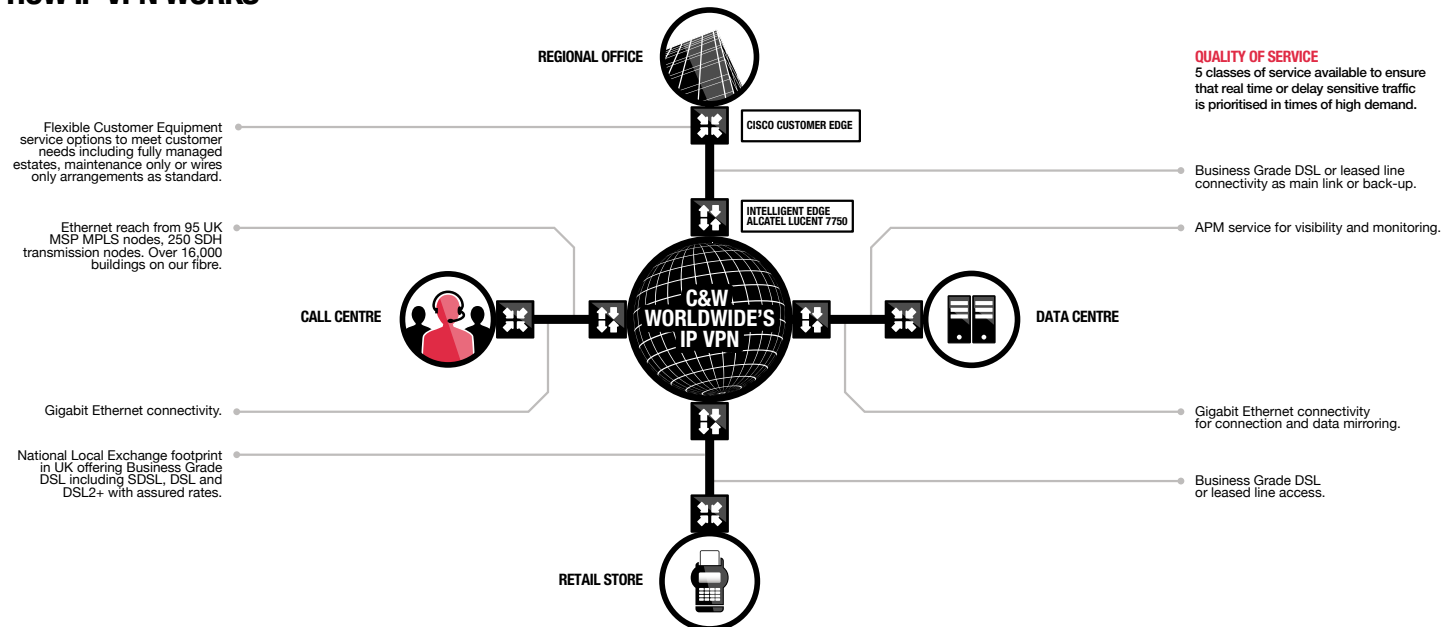 HOW IP VPN WORKS
REGIONAL OFFICE
QUALITY OF SERVICE
5 classes of service available to ensure
that real time or delay sensitive traffic
is prioritised in times of high demand.
CISCO CUSTOMER EDGE
Flexible Customer Equipment
service options to meet customer
needs including fully managed
estates, maintenance only or wires
only arrangements as standard.
Business Grade DSL or leased line
connectivity as main link or back-up.
INTELLIGENT EDGE
ALCATEL LUCENT 7750
Ethernet reach from 95 UK
MSP MPLS nodes, 250 SDH
transmission nodes. Over 16,000
buildings on our fibre.
APM service for visibility and monitoring.
CALL CENTRE
C&W
WORLDWIDE'S
IP VPN
DATA CENTRE
Gigabit Ethernet connectivity.
Gigabit Ethernet connectivity
for connection and data mirroring.
National Local Exchange footprint
in UK offering Business Grade
DSL including SDSL, DSL and
DSL2+ with assured rates.
Business Grade DSL
or leased line access.
RETAIL STORE